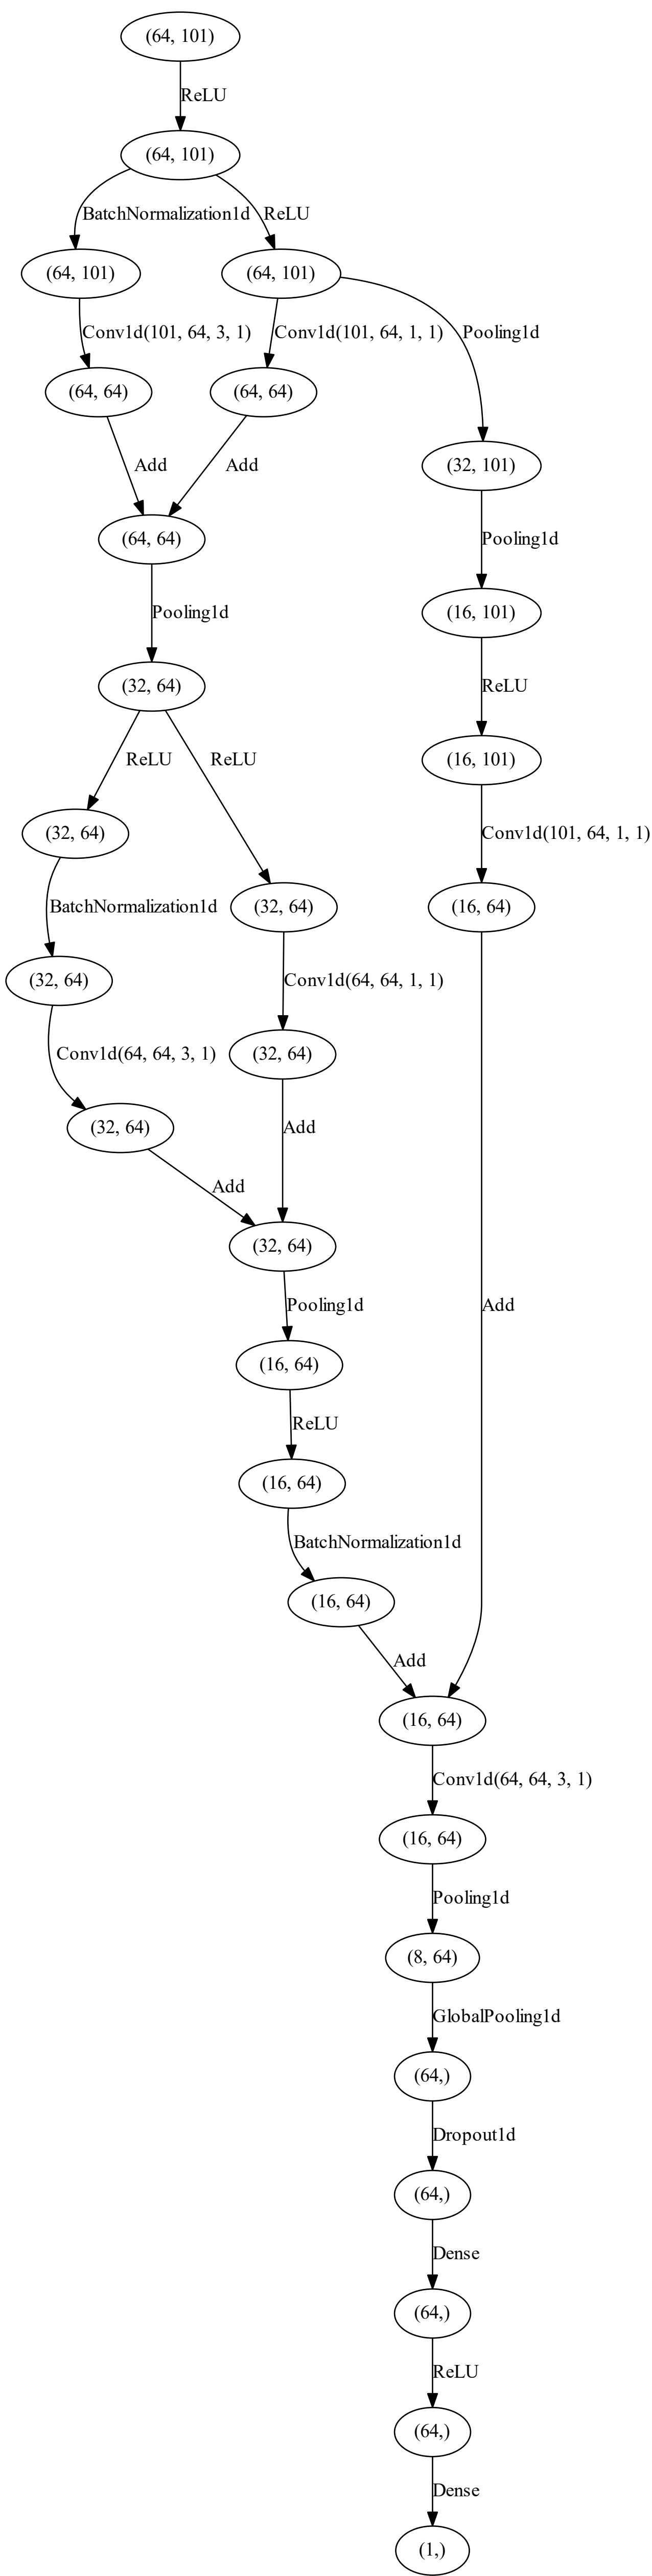 (64, 101)
ReLU
(64, 101)
BatchNormalization1d
ReLU
(64, 101)
(64, 101)
Conv1d(101, 64, 3, 1)
Conv1d(101, 64, 1, 1)
Pooling1d
(64, 64)
(64, 64)
Add
Add
(32, 101)
(64, 64)
Pooling1d
Pooling1d
(16, 101)
(32, 64)
ReLU
ReLU
ReLU
(16, 101)
(32, 64)
Conv1d(101, 64, 1, 1)
BatchNormalization1d
(32, 64)
(16, 64)
(32, 64)
Conv1d(64, 64, 1, 1)
Conv1d(64, 64, 3, 1)
(32, 64)
(32, 64)
Add
Add
(32, 64)
Pooling1d
Add
(16, 64)
ReLU
(16, 64)
BatchNormalization1d
(16, 64)
Add
(16, 64)
Conv1d(64, 64, 3, 1)
(16, 64)
Pooling1d
(8, 64)
GlobalPooling1d
(64,)
Dropout1d
(64,)
Dense
(64,)
ReLU
(64,)
Dense
(1,)